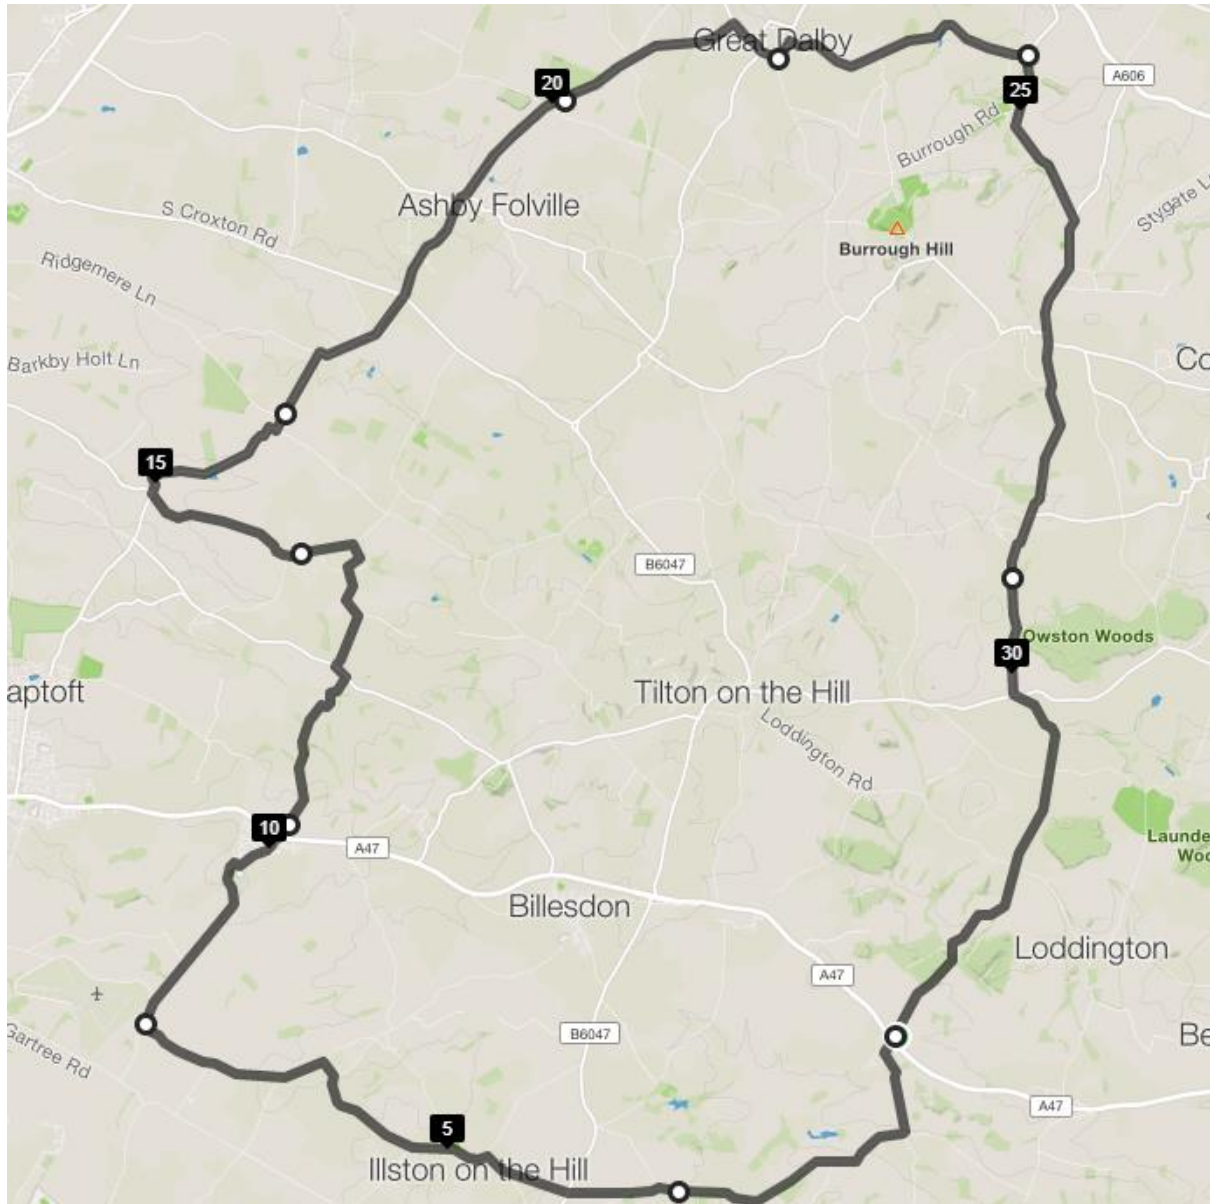 Great Dalby
20
25
A606
Burrough Rd
Ashby Folville
S Croxton Rd
Stygate L
Burrough Hill
Ridgemere Ln
Barkby Holt Ln
Co
15
B6047
Owston Woods
30
aptoft
Tilton on the Hill
Loddington Rd
10
A47
Launde
Woo
Billesdon
Loddington
A47
Gartree Rd
B6047
Be
A47
5
Illston on the Hill